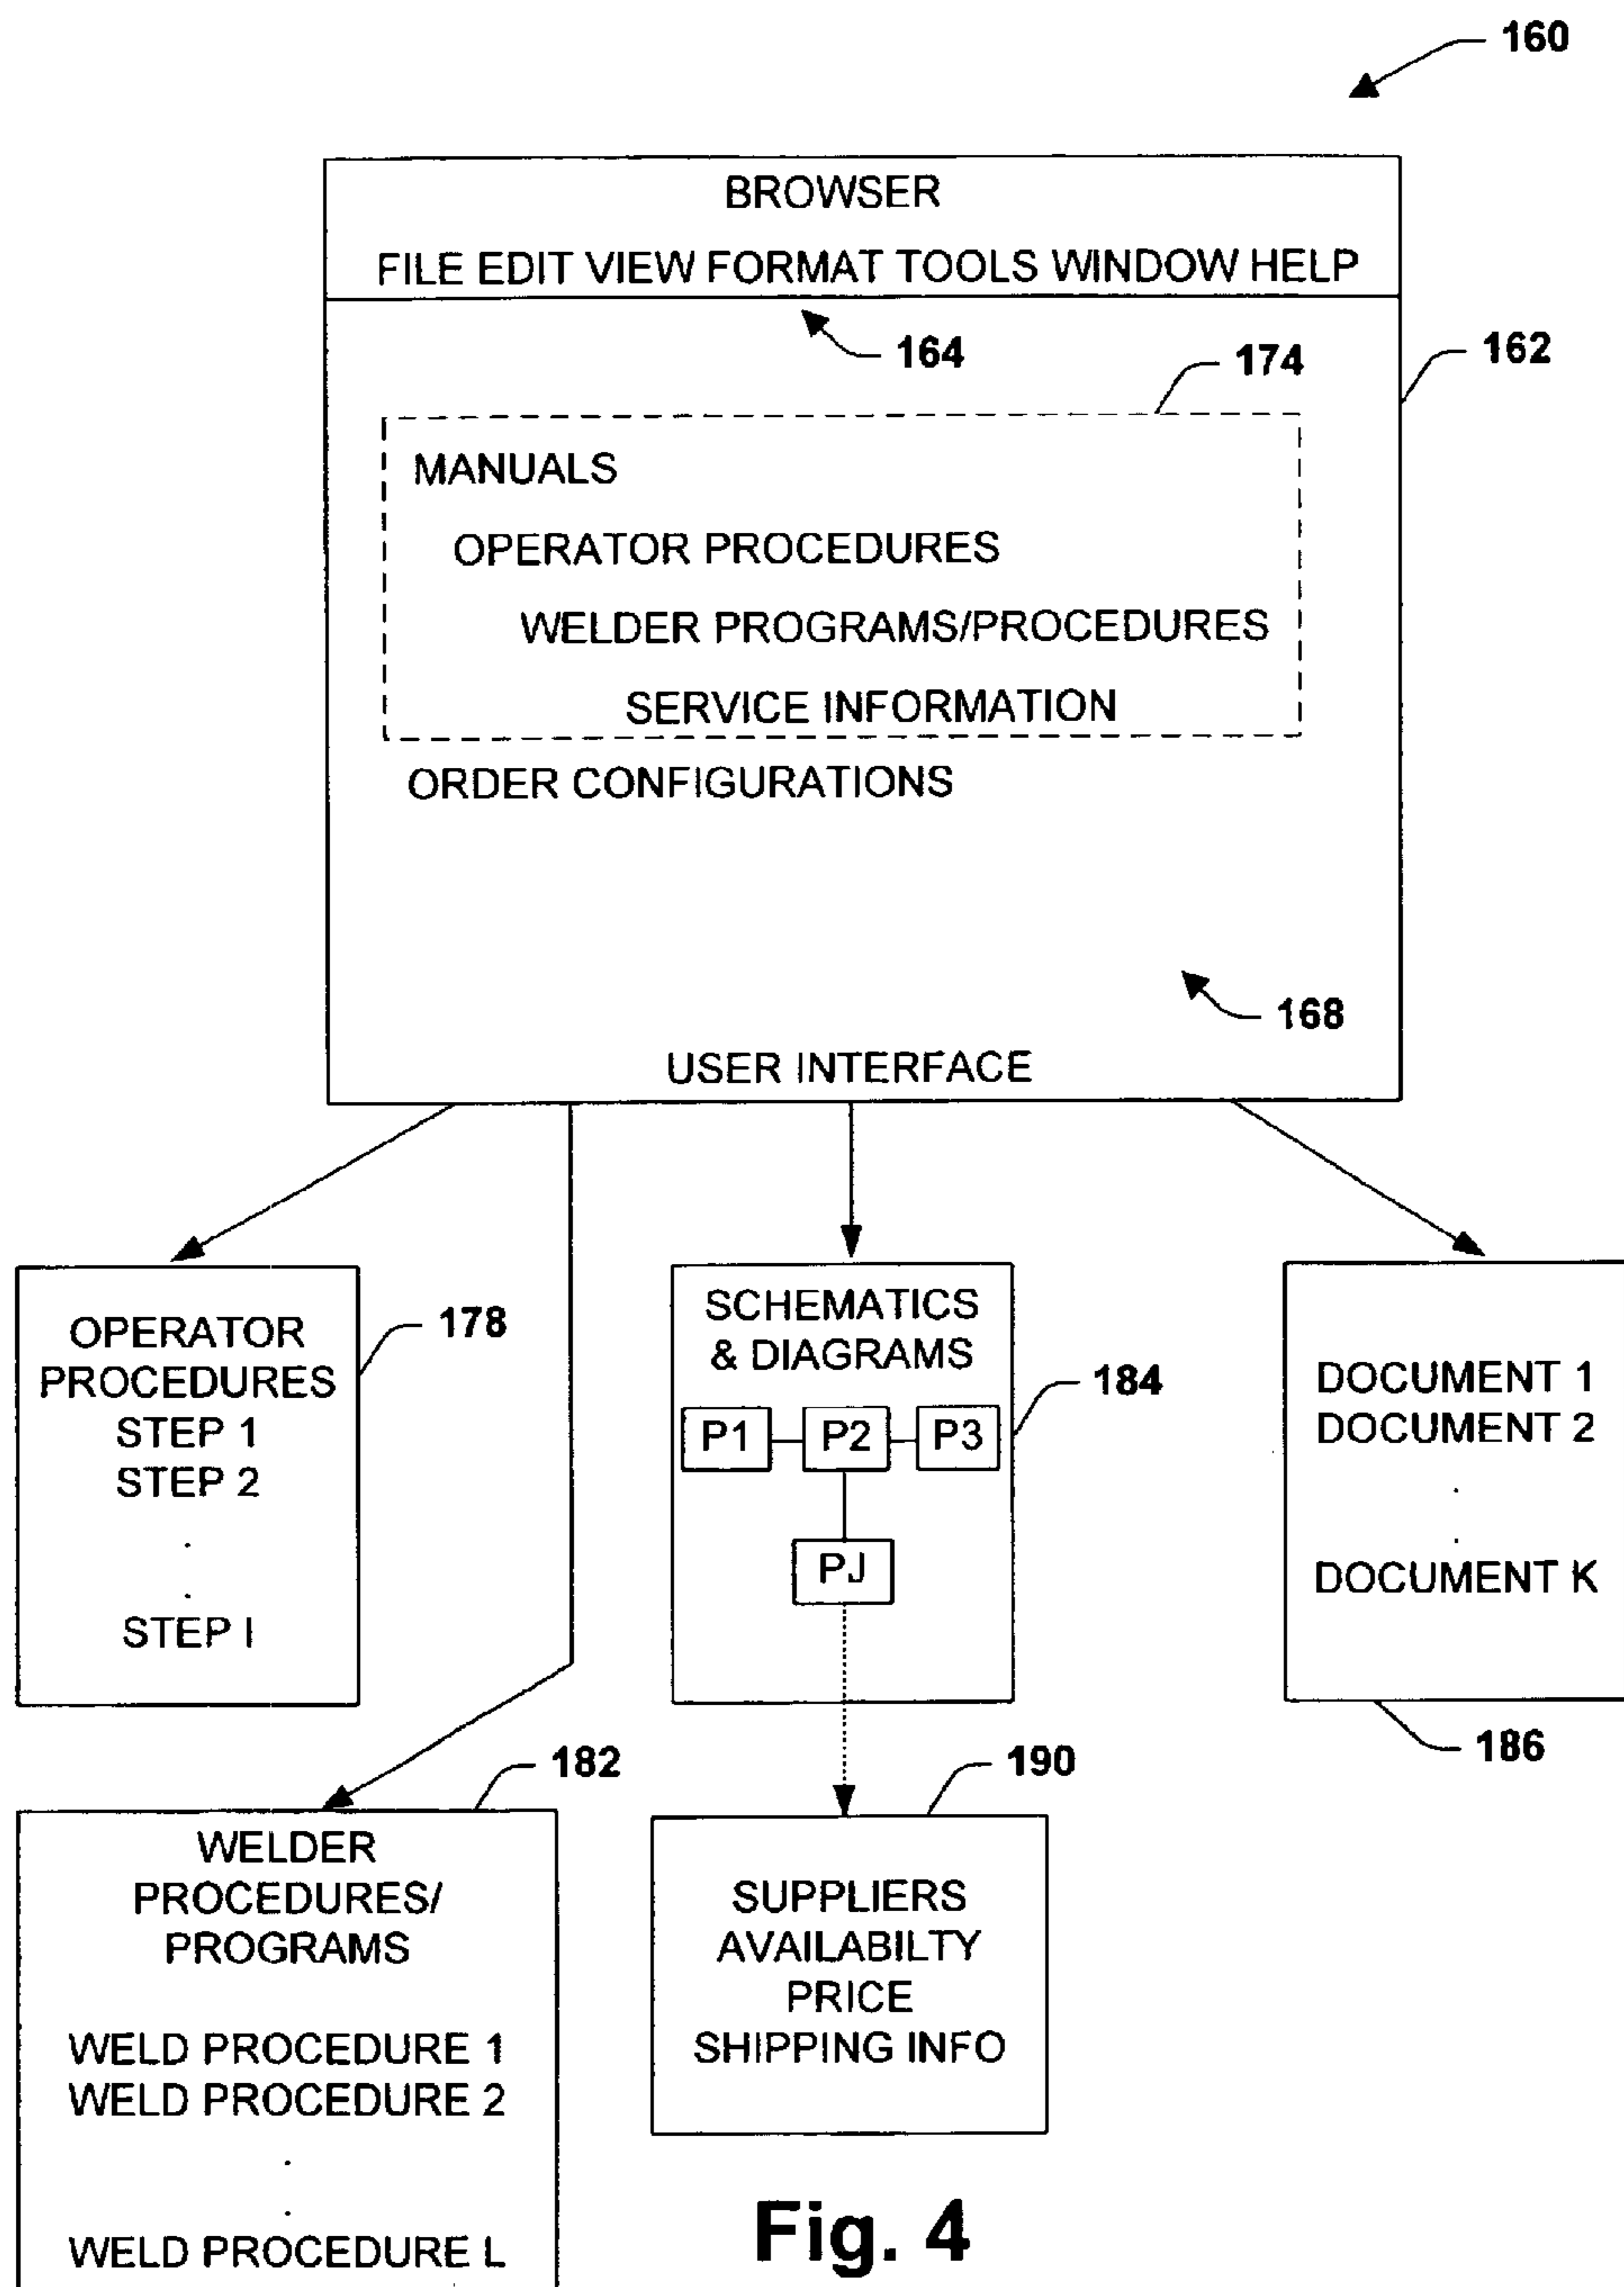 160
BROWSER
FILE EDIT VIEW FORMAT TOOLS WINDOW HELP
164
162
174
MANUALS
OPERATOR PROCEDURES
WELDER PROGRAMS/PROCEDURES
SERVICE INFORMATION
ORDER CONFIGURATIONS
168
USER INTERFACE
OPERATOR
PROCEDURES
STEP 1
STEP 2
.
.
STEP I
178
SCHEMATICS
& DIAGRAMS
P1 P2 P3
PJ
184
DOCUMENT 1
DOCUMENT 2
.
.
DOCUMENT K
186
182
WELDER
PROCEDURES/
PROGRAMS
WELD PROCEDURE 1
WELD PROCEDURE 2
.
.
WELD PROCEDURE L
190
SUPPLIERS
AVAILABILTY
PRICE
SHIPPING INFO
Fig. 4